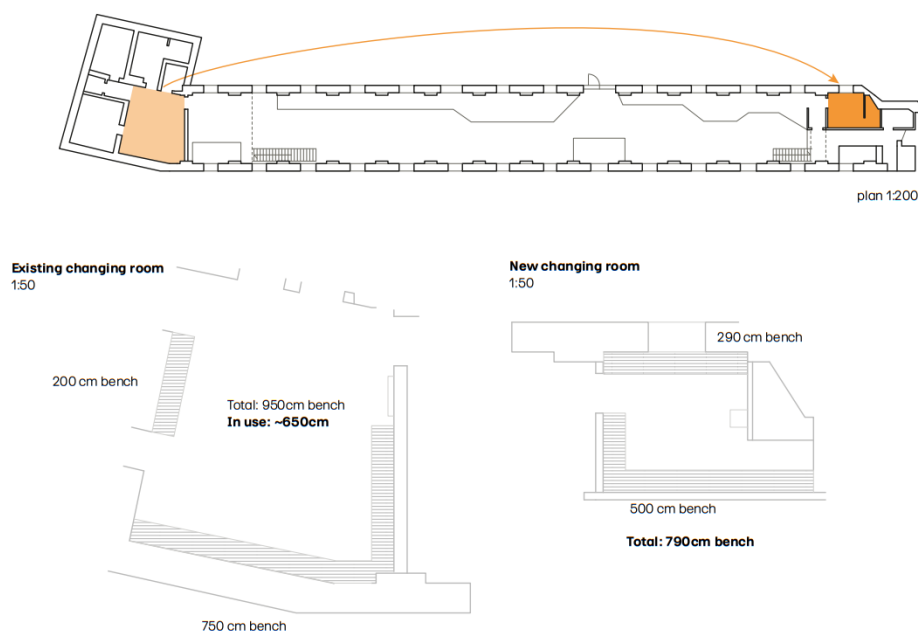 plan 1:200
Existing changing room
1:50
New changing room
1:50
290 cm bench
200 cm bench
Total: 950cm bench
In use: ~650cm
500 cm bench
Total: 790cm bench
750 cm bench